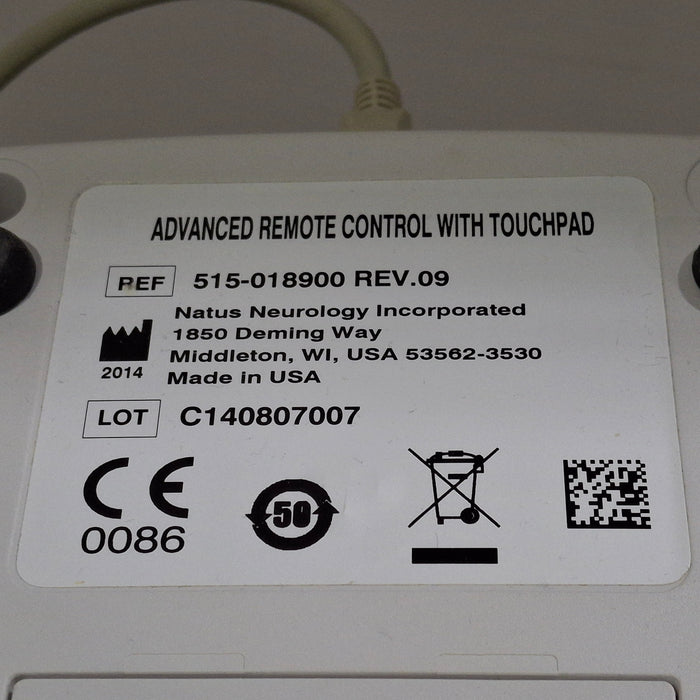 ADVANCED REMOTE CONTROL WITH TOUCHPAD
REF 515-018900 REV.09
Natus Neurology Incorporated
1850 Deming Way
Middleton, WI, USA 53562-3530
2014 Made in USA
LOT C140807007
CE
0086
50